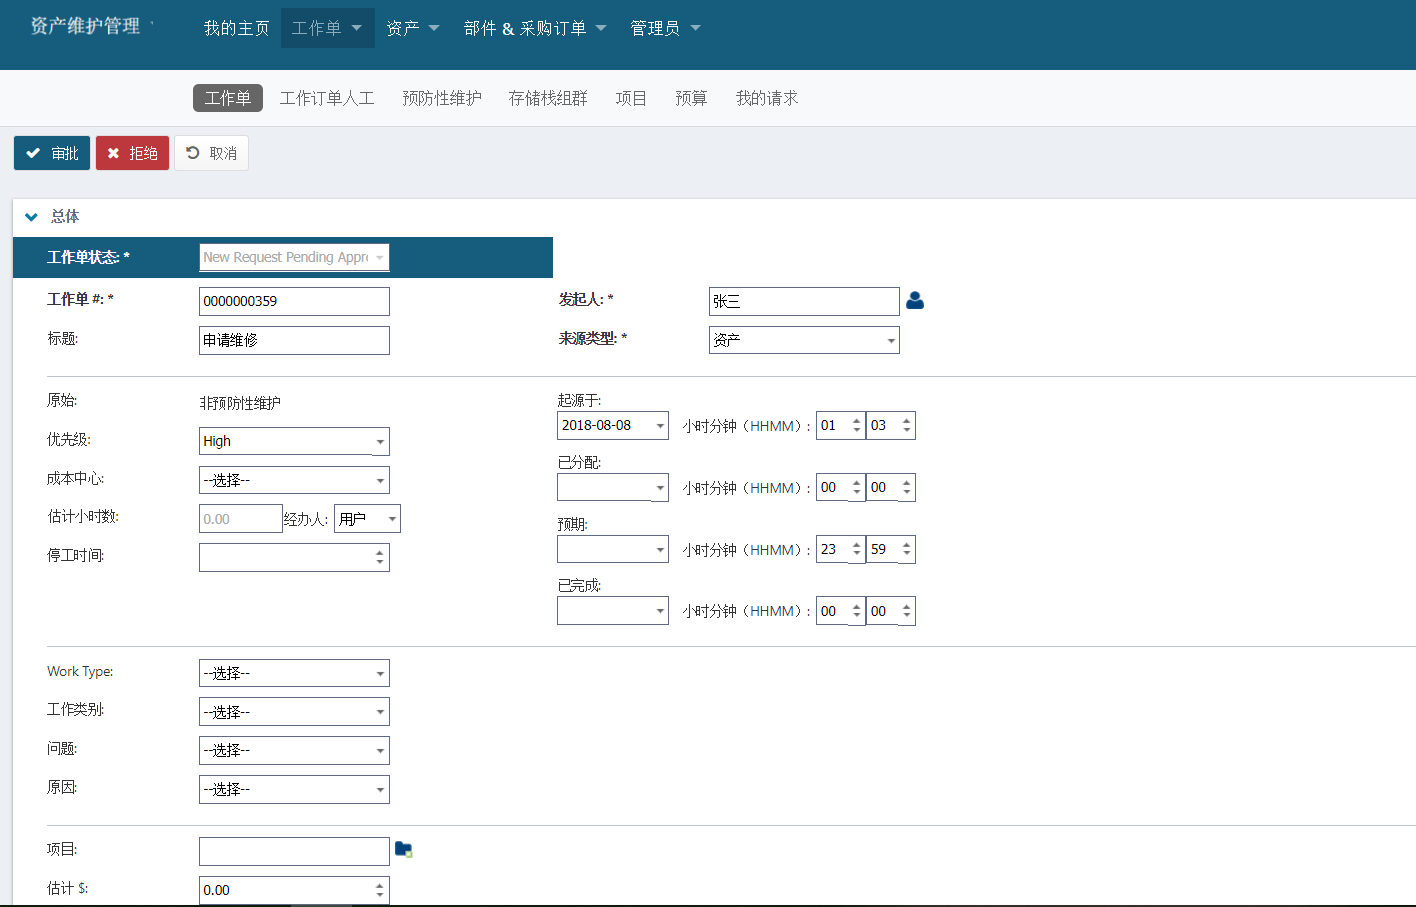 资产维护管理
我的主页 工作单 资产 部件 & 采购订单 管理员
工作单 工作订单人工 预防性维护 存储栈组群 项目 预算 我的请求
审批 拒绝 取消
总体
工作单状态: * New Request Pending Appr
工作单 #: * 0000000359 发起人: * 张三
标题: 申请维修 来源类型: * 资产
原始: 非预防性维护 起源于:
2018-08-08 小时分钟（HHMM）: 01 03
优先级: High
已分配:
成本中心: --选择-- 小时分钟（HHMM）: 00 00
估计小时数: 0.00 经办人: 用户 预期:
小时分钟（HHMM）: 23 59
停工时间:
已完成:
小时分钟（HHMM）: 00 00
Work Type: --选择--
工作类别: --选择--
问题: --选择--
原因: --选择--
项目:
估计 $: 0.00